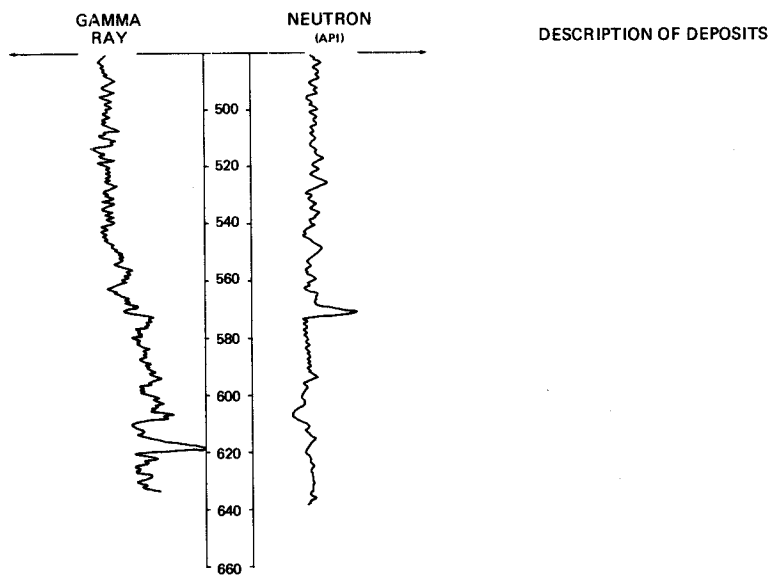 GAMMA
RAY
NEUTRON
(API)
DESCRIPTION OF DEPOSITS
500
520
540
560
580
600
620
640
660